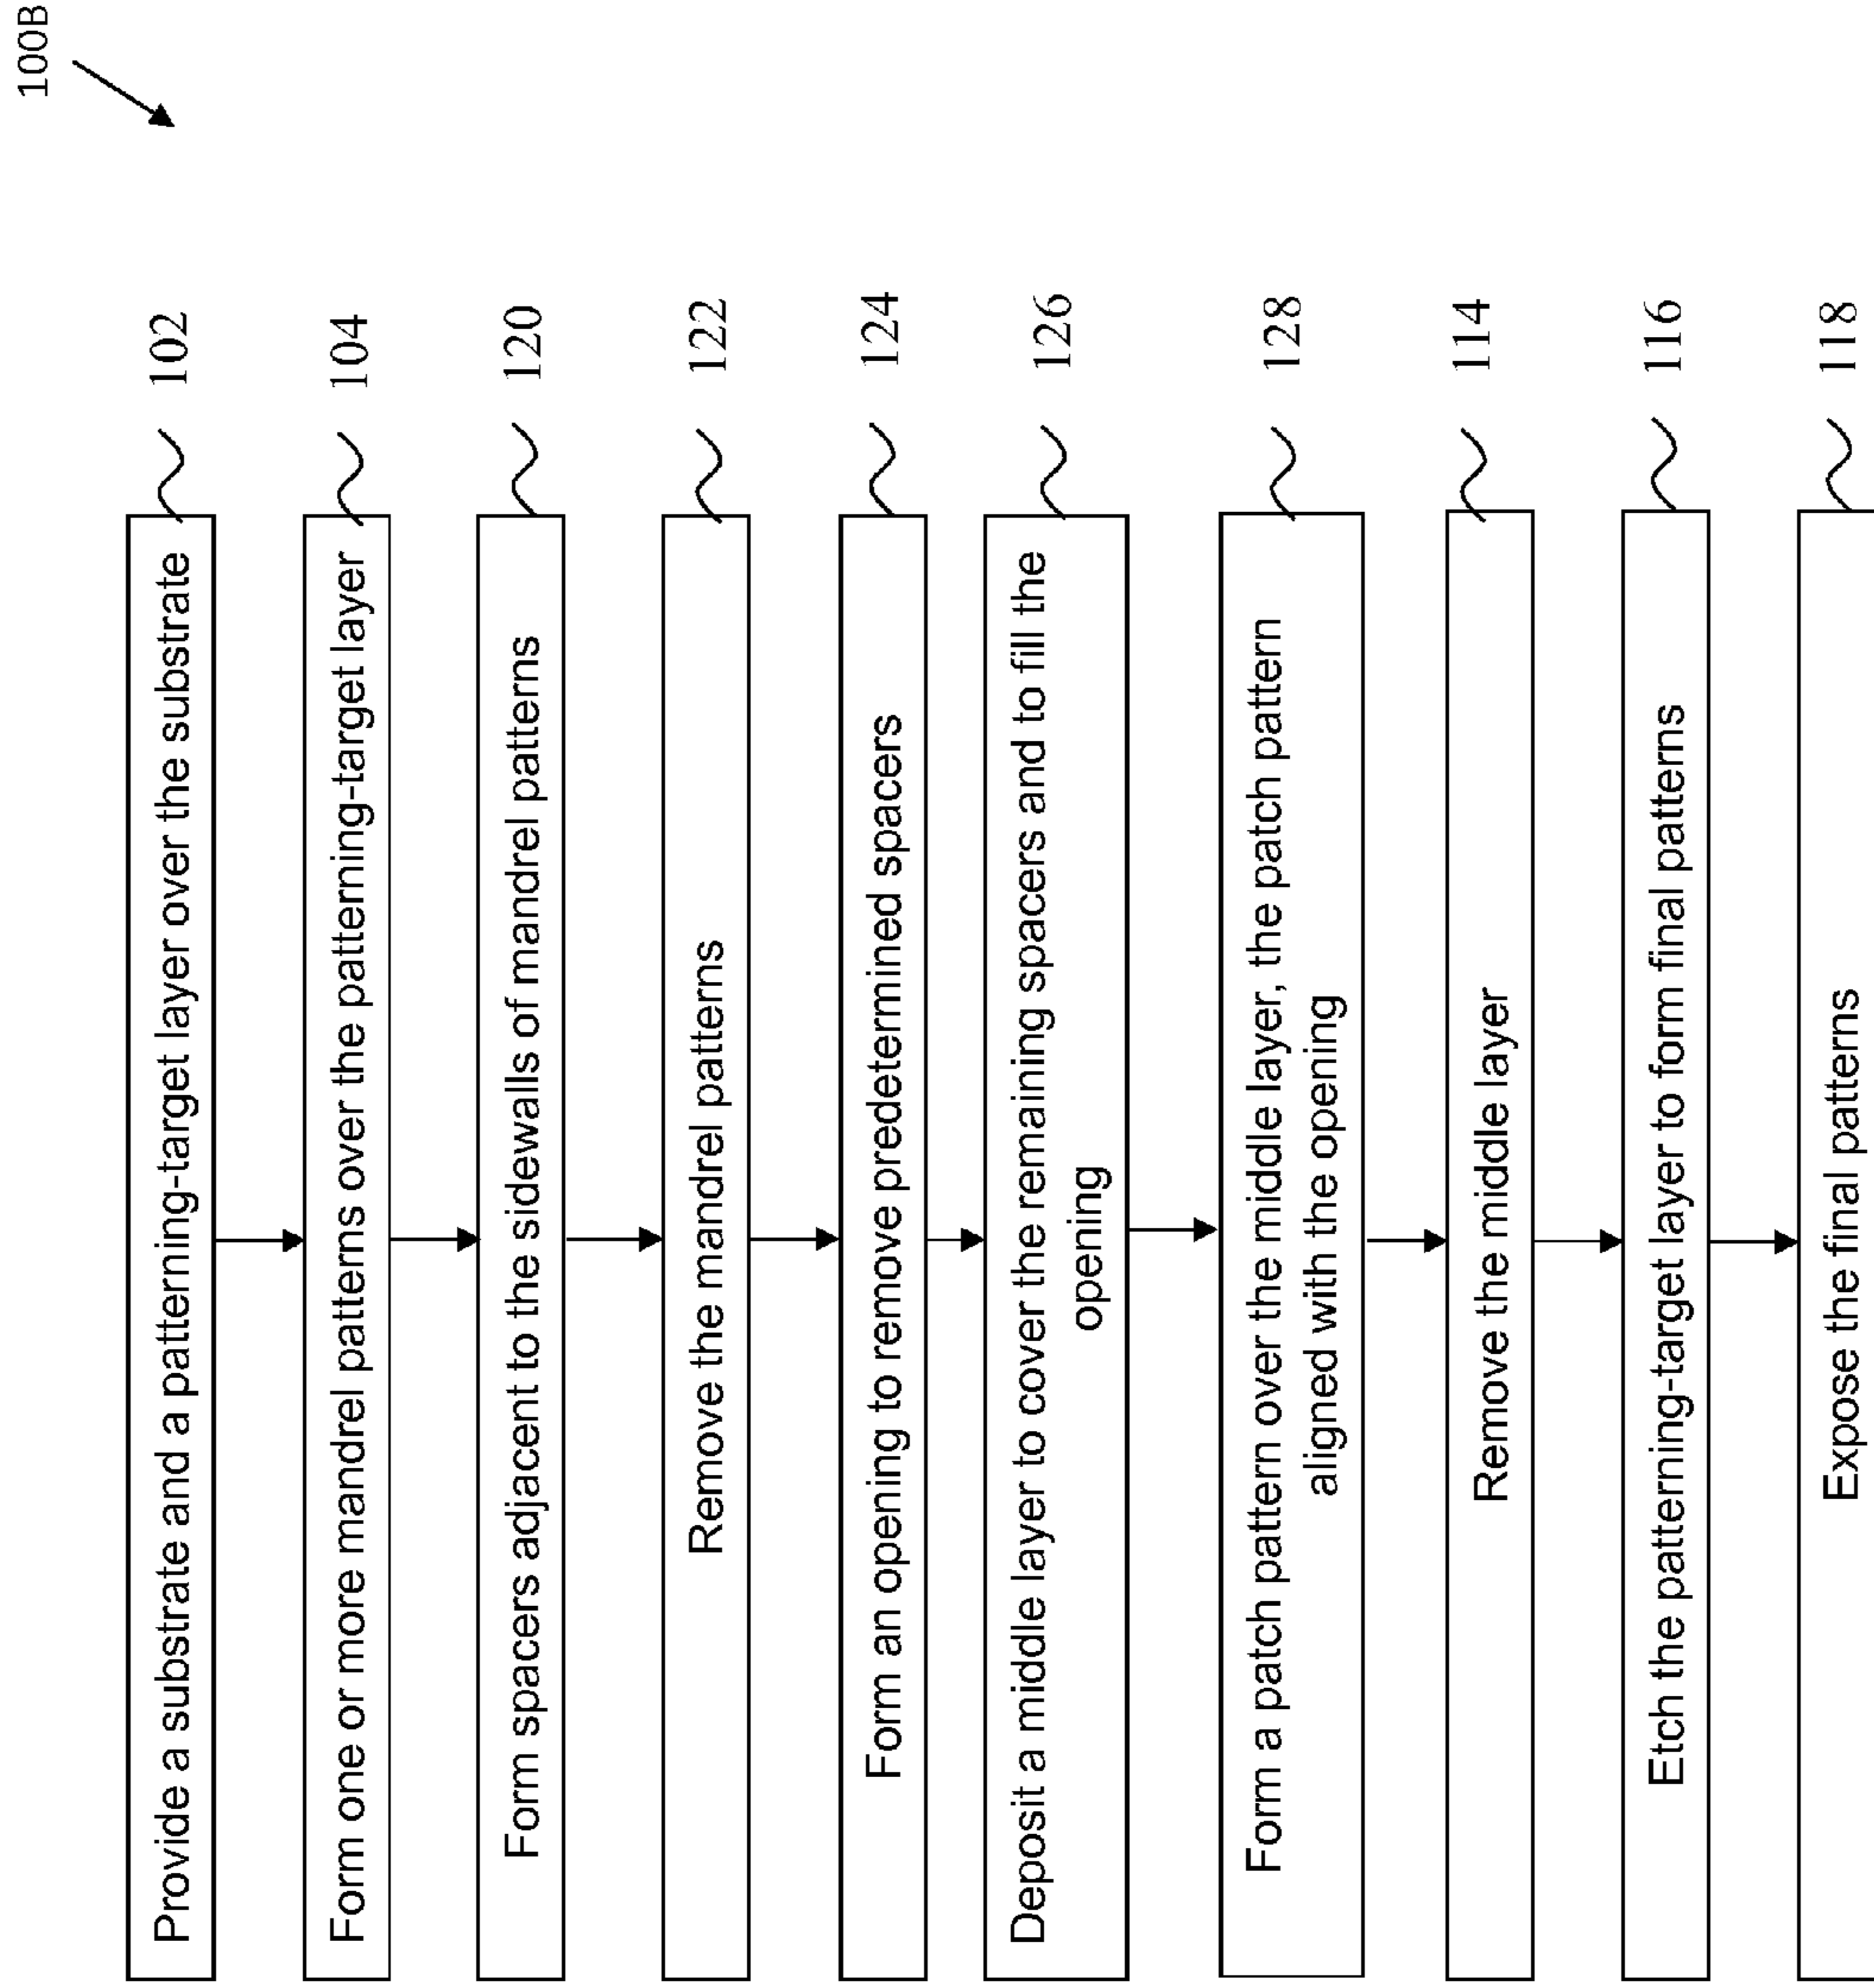 100B
Provide a substrate and a patterning-target layer over the substrate
102
Form one or more mandrel patterns over the patterning-target layer
104
Form spacers adjacent to the sidewalls of mandrel patterns
120
Remove the mandrel patterns
122
Form an opening to remove predetermined spacers
124
Deposit a middle layer to cover the remaining spacers and to fill the
opening
126
Form a patch pattern over the middle layer, the patch pattern
aligned with the opening
128
Remove the middle layer
114
Etch the patterning-target layer to form final patterns
116
Expose the final patterns
118